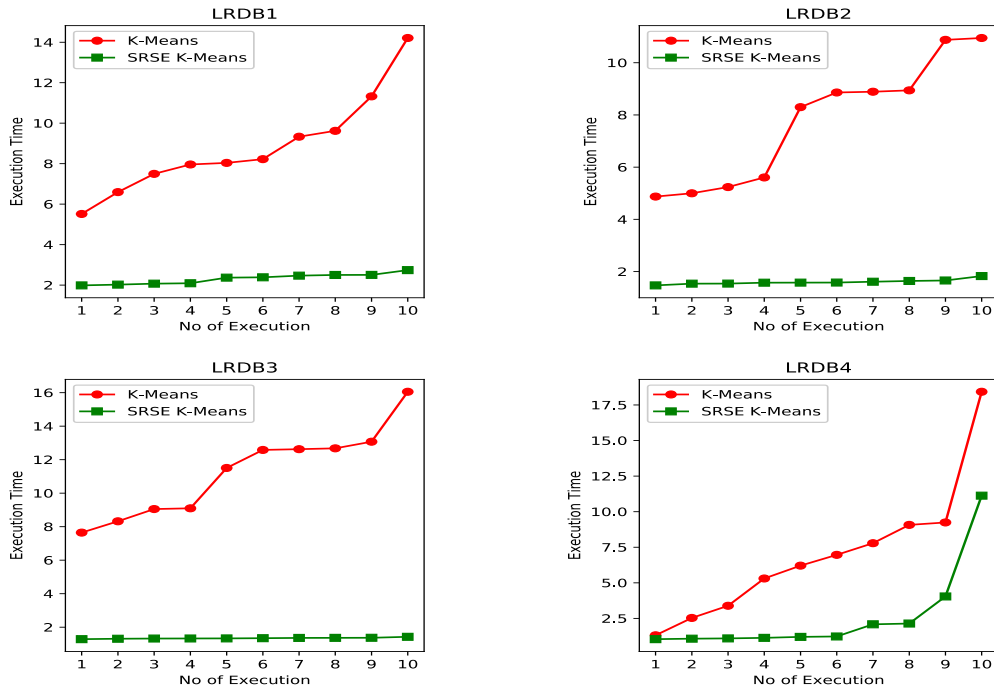 LRDB1
K-Means
SRSE K-Means
Execution Time
14
12
10
8
6
4
2
1 2 3 4 5 6 7 8 9 10
No of Execution
LRDB2
K-Means
SRSE K-Means
Execution Time
10
8
6
4
2
1 2 3 4 5 6 7 8 9 10
No of Execution
LRDB3
K-Means
SRSE K-Means
Execution Time
16
14
12
10
8
6
4
2
1 2 3 4 5 6 7 8 9 10
No of Execution
LRDB4
K-Means
SRSE K-Means
Execution Time
17.5
15.0
12.5
10.0
7.5
5.0
2.5
1 2 3 4 5 6 7 8 9 10
No of Execution